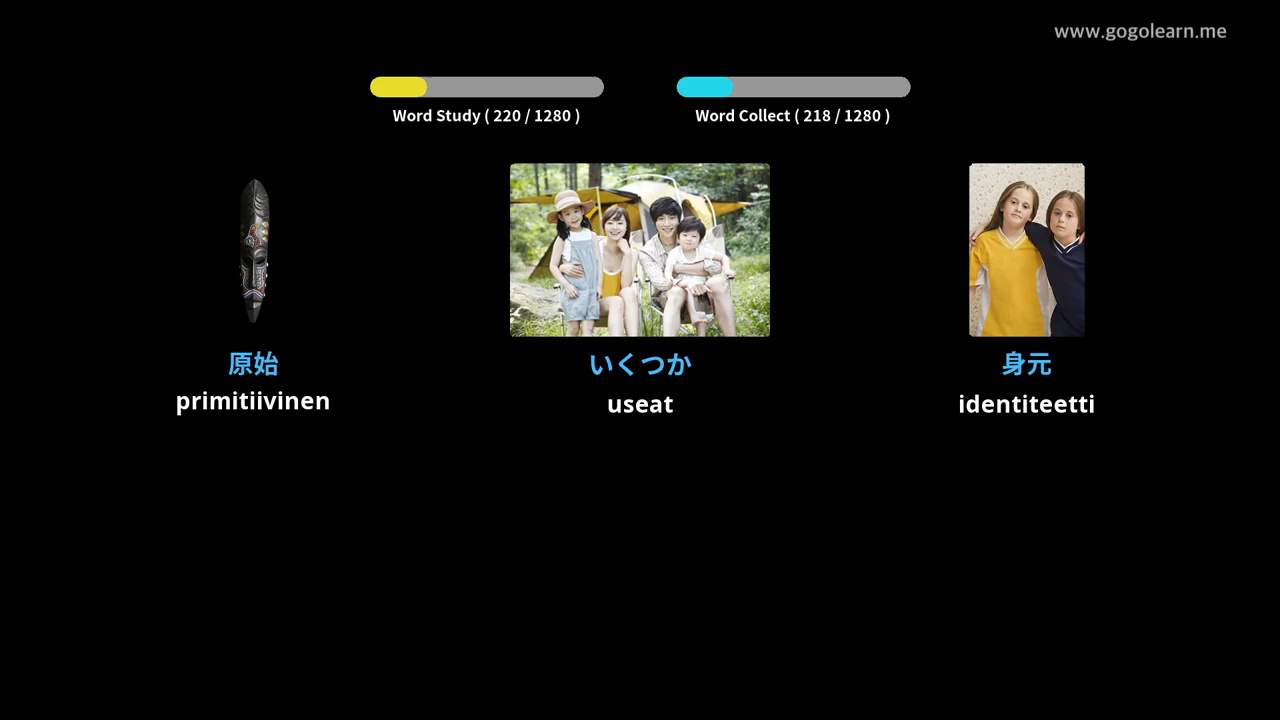 www.gogolearn.me
Word Study ( 220 / 1280 )
Word Collect ( 218 / 1280 )
原始
いくつか
身元
primitiivinen
useat
identiteetti